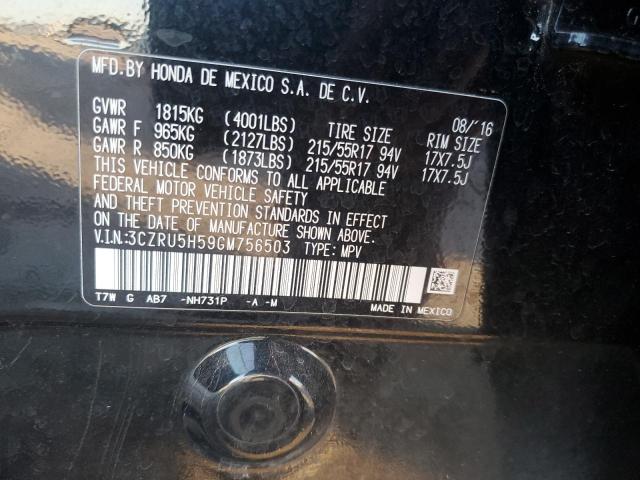 MFD.BY HONDA DE MEXICO S.A. DE C.V.
08/'16
GVWR 1815KG (4001LBS) TIRE SIZE RIM SIZE
GAWR F 965KG (2127LBS) 215/55R17 94V 17X7.5J
GAWR R 850KG (1873LBS) 215/55R17 94V 17X7.5J
THIS VEHICLE CONFORMS TO ALL APPLICABLE
FEDERAL MOTOR VEHICLE SAFETY
AND THEFT PREVENTION STANDARDS IN EFFECT
ON THE DATE OF MANUFACTURE SHOWN ABOVE.
V.I.N.:3CZRU5H59GM756503 TYPE: MPV
T7W G AB7 -NH731P -A -M
MADE IN MEXICO